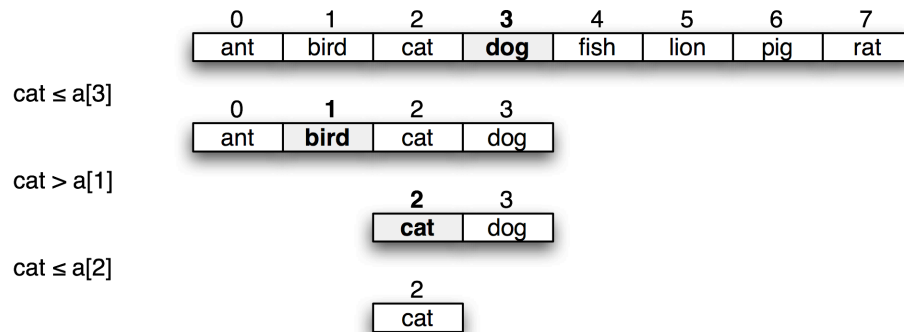 0 1 2 3 4 5 6 7
ant bird cat dog fish lion pig rat
cat ≤ a[3]
0 1 2 3
ant bird cat dog
cat > a[1]
2 3
cat dog
cat ≤ a[2]
2
cat